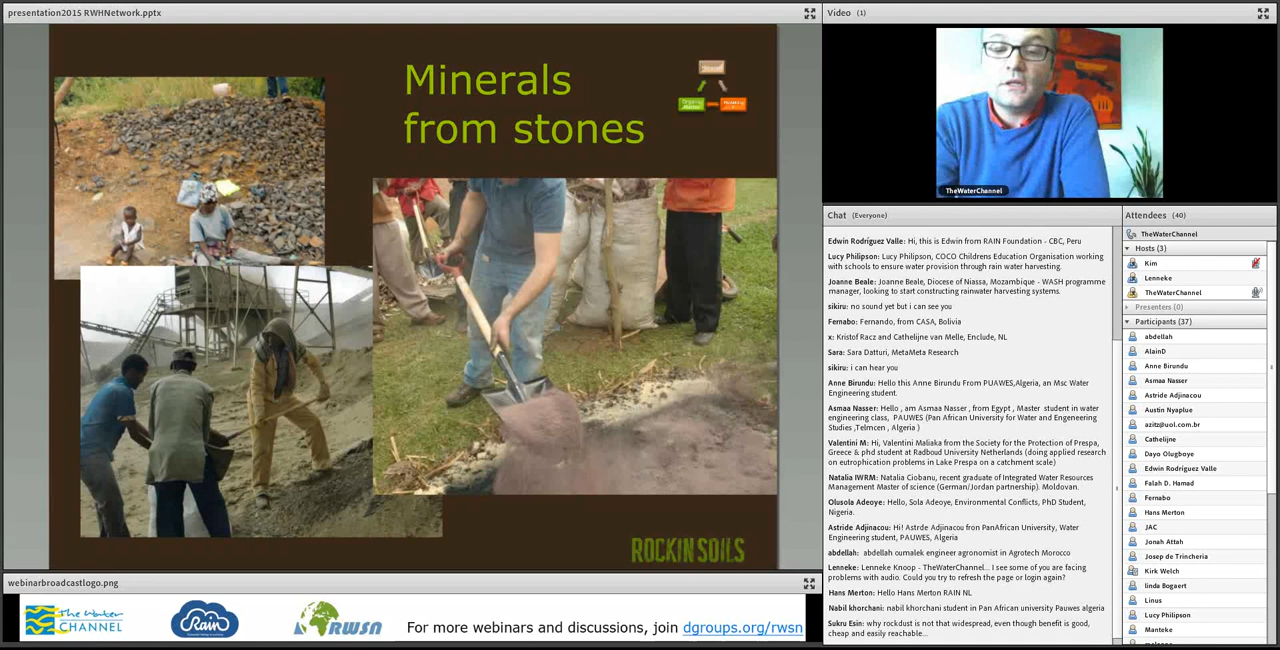 presentation2015 RWHNetwork.pptx
Minerals
from stones
ROCKIN SOILS
webinarbroadcastlogo.png
The Water
CHANNEL
Rain
RWSN
For more webinars and discussions, join dgroups.org/rwsn
Video (1)
TheWaterChannel
Chat (Everyone)
Edwin Rodríguez Valle: Hi, this is Edwin from RAIN Foundation - CBC, Peru
Lucy Philipson: Lucy Philipson, COCO Childrens Education Organisation working
with schools to ensure water provision through rain water harvesting.
Joanne Beale: Joanne Beale, Diocese of Niassa, Mozambique - WASH programme
manager, looking to start constructing rainwater harvesting systems.
sikiru: no sound yet but i can see you
Fernabo: Fernando, from CASA, Bolivia
x: Kristof Racz and Cathelijne van Melle, Enclude, NL
Sara: Sara Datturi, MetaMeta Research
sikiru: i can hear you
Anne Birundu: Hello this Anne Birundu From PUAWES,Algeria, an Msc Water
Engineering student.
Asmaa Nasser: Hello , am Asmaa Nasser , from Egypt , Master student in water
engineering class, PAUWES (Pan African University for Water and Engeneering
Studies ,Telmcen , Algeria )
Valentini M: Hi, Valentini Maliaka from the Society for the Protection of Prespa,
Greece & phd student at Radboud University Netherlands (doing applied research
on eutrophication problems in Lake Prespa on a catchment scale)
Natalia IWRM: Natalia Ciobanu, recent graduate of Integrated Water Resources
Management Master of science (German/Jordan partnership). Moldovan.
Olusola Adeoye: Hello, Sola Adeoye, Environmental Conflicts, PhD Student,
Nigeria.
Astride Adjinacou: Hi! Astrde Adjinacou fron PanAfrican University, Water
Engineering student, PAUWES, Algeria
abdellah: abdellah oumalek engineer agronomist in Agrotech Morocco
Lenneke: Lenneke Knoop - TheWaterChannel... I see some of you are facing
problems with audio. Could you try to refresh the page or login again?
Hans Merton: Hello Hans Merton RAIN NL
Nabil khorchani: nabil khorchani student in Pan African university Pauwes algeria
Sukru Esin: why rockdust is not that widespread, even though benefit is good,
cheap and easily reachable...
Attendees (40)
TheWaterChannel
Hosts (3)
Kim
Lenneke
TheWaterChannel
Presenters (0)
Participants (37)
abdellah
AlainD
Anne Birundu
Asmaa Nasser
Astride Adjinacou
Austin Nyaplue
azitz@uol.com.br
Cathelijne
Dayo Olugboye
Edwin Rodríguez Valle
Falah D. Hamad
Fernabo
Hans Merton
JAC
Jonah Attah
Josep de Trincheria
Kirk Welch
linda Bogaert
Linus
Lucy Philipson
Manteke